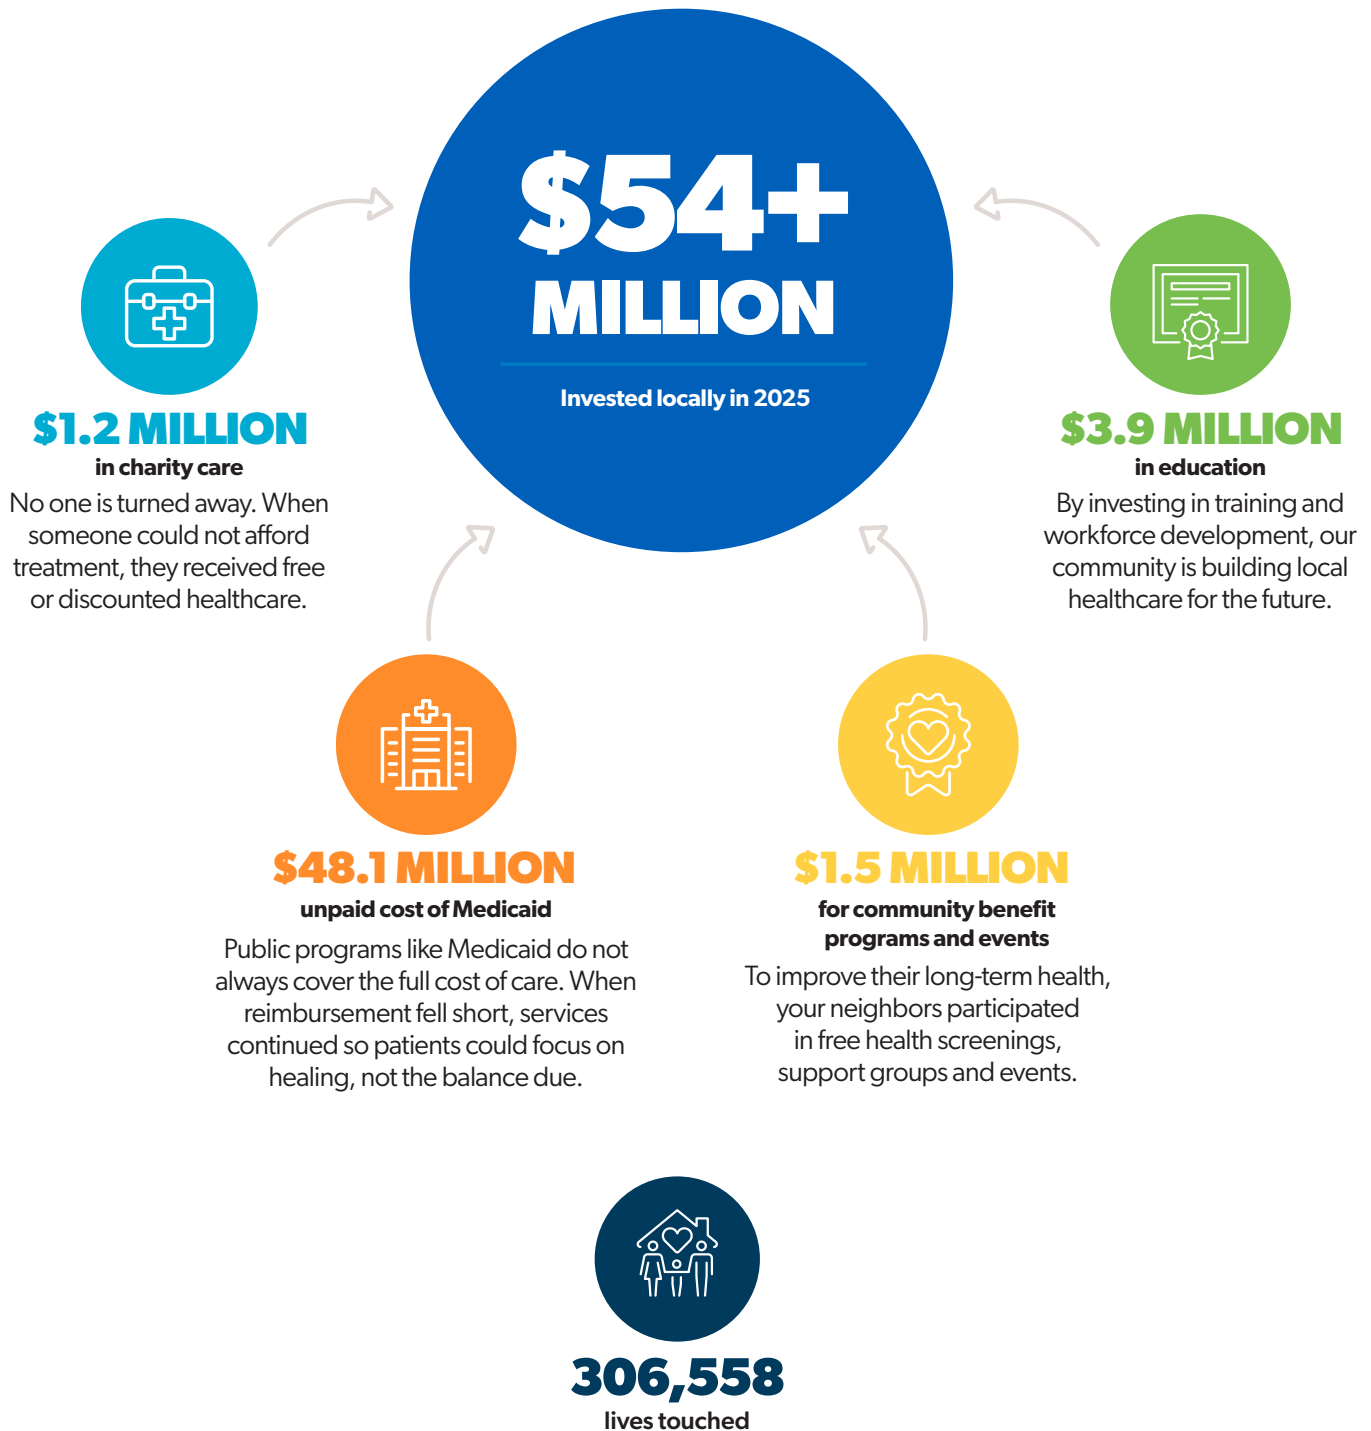 $54+
MILLION
Invested locally in 2025
$1.2 MILLION
in charity care
No one is turned away. When
someone could not afford
treatment, they received free
or discounted healthcare.
$3.9 MILLION
in education
By investing in training and
workforce development, our
community is building local
healthcare for the future.
$48.1 MILLION
unpaid cost of Medicaid
Public programs like Medicaid do not
always cover the full cost of care. When
reimbursement fell short, services
continued so patients could focus on
healing, not the balance due.
$1.5 MILLION
for community benefit
programs and events
To improve their long-term health,
your neighbors participated
in free health screenings,
support groups and events.
306,558
lives touched